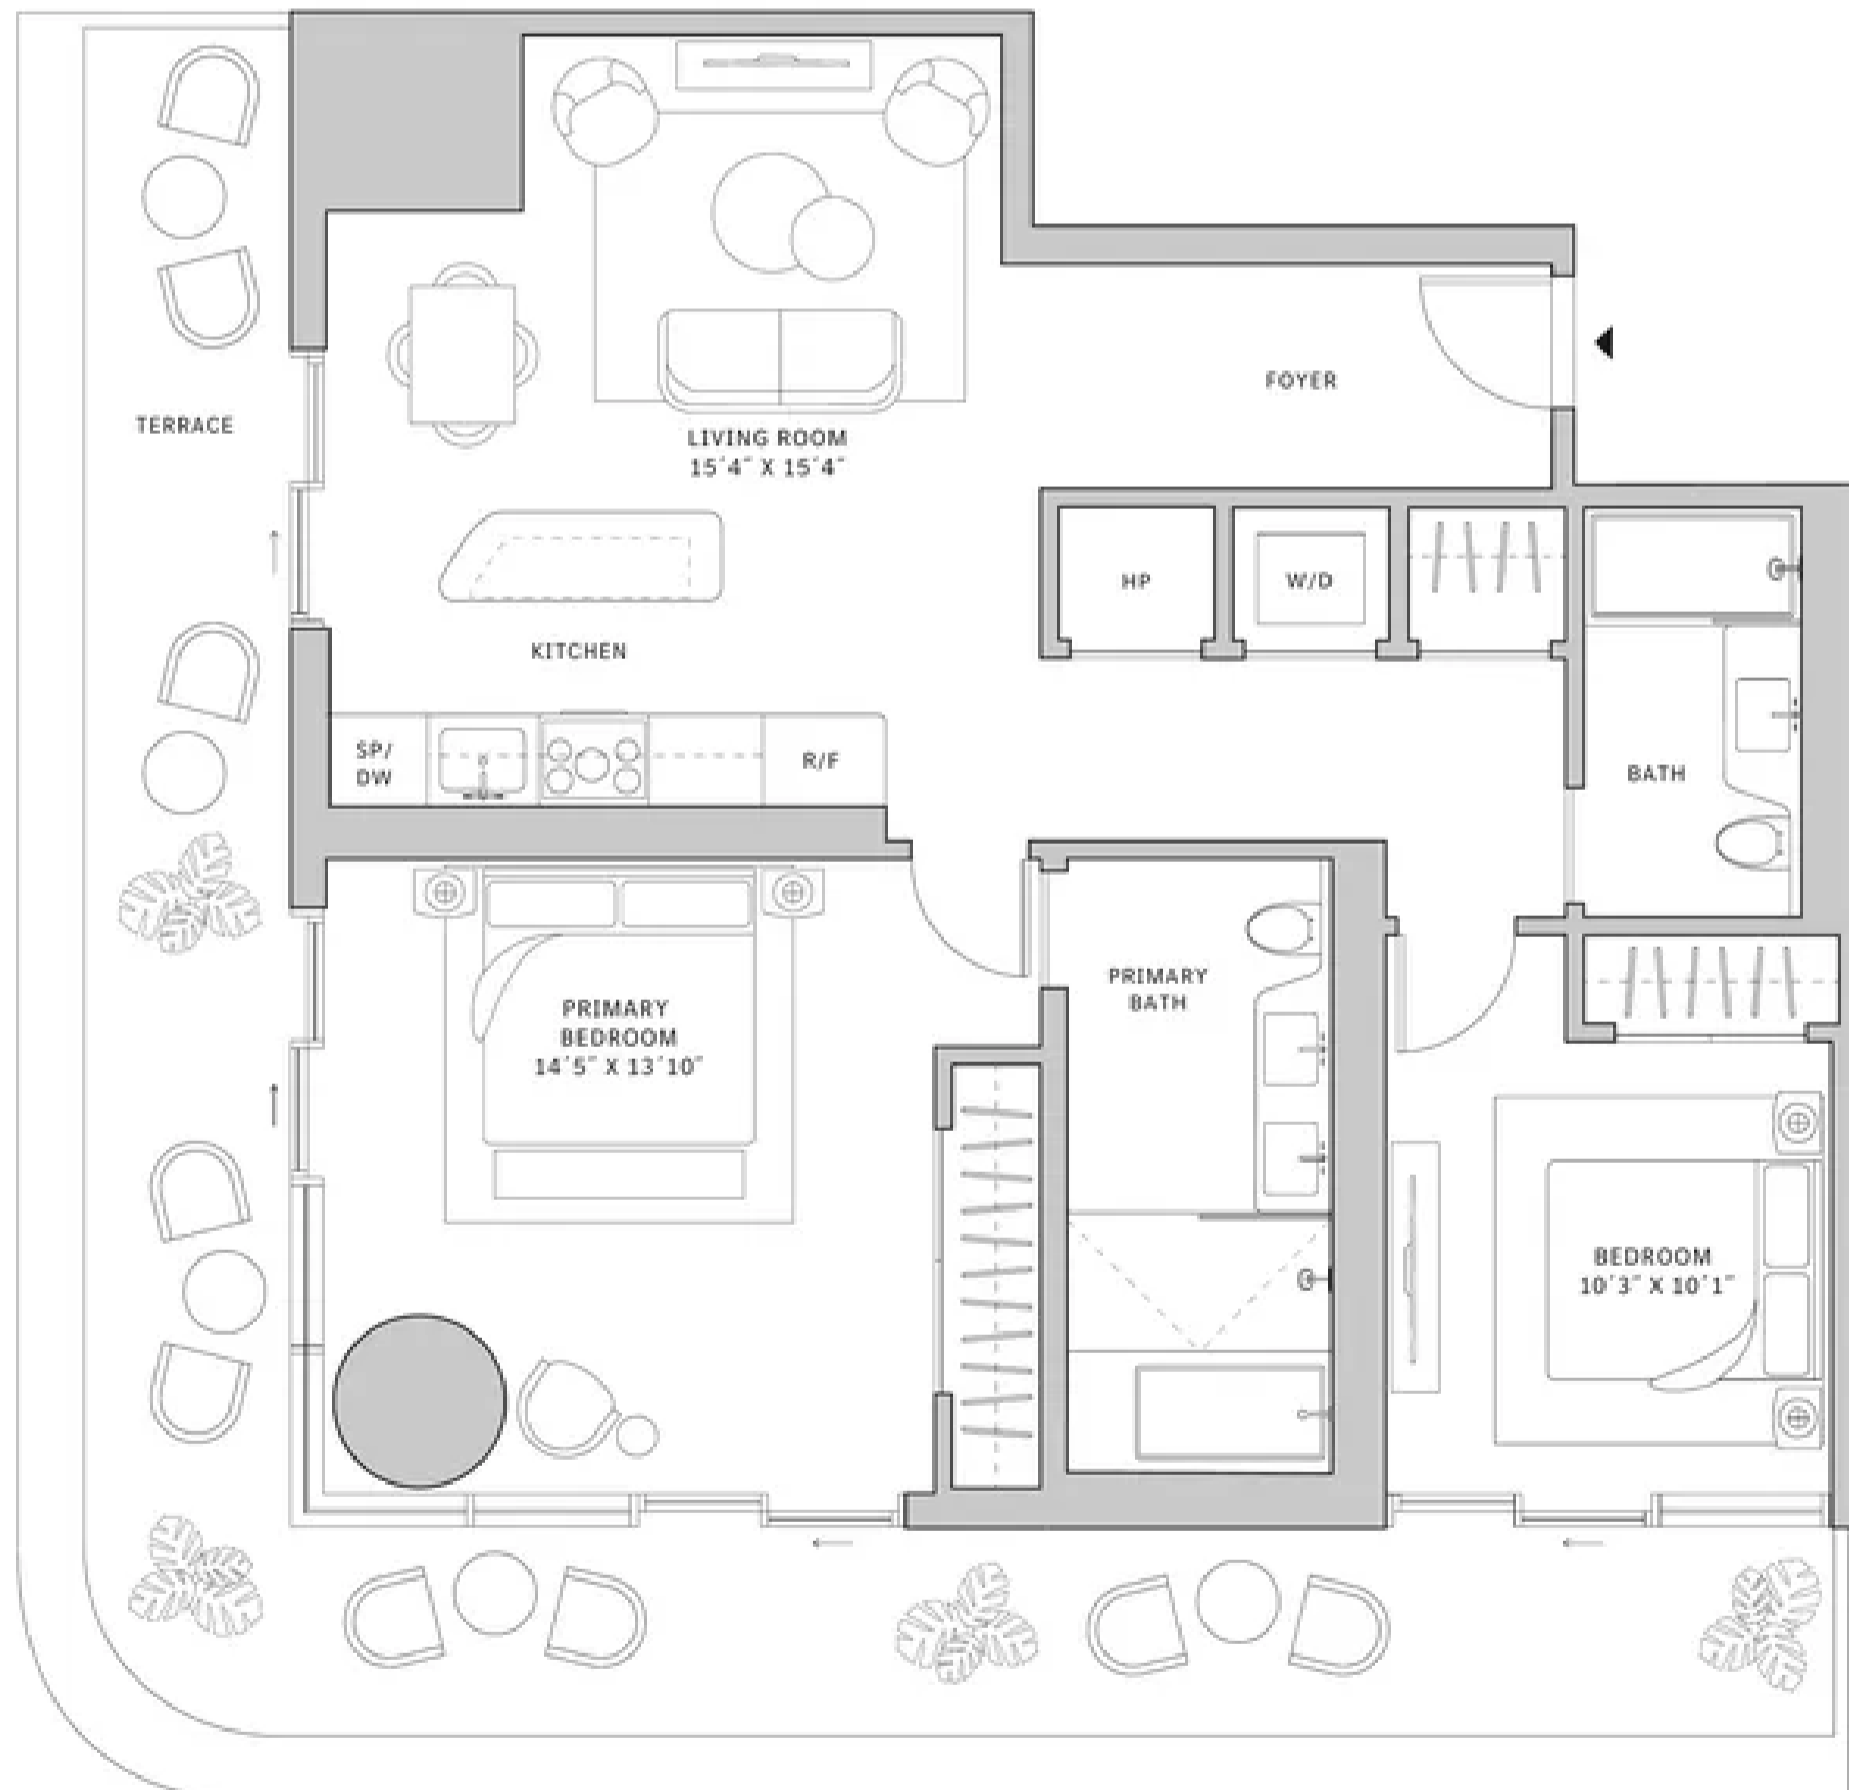 FOYER
TERRACE
LIVING ROOM
15´4˝ X 15´4˝
HP
W/D
KITCHEN
SP/
DW
R/F
BATH
PRIMARY
BATH
PRIMARY
BEDROOM
14´5˝ X 13´10˝
BEDROOM
10´3˝ X 10´1˝